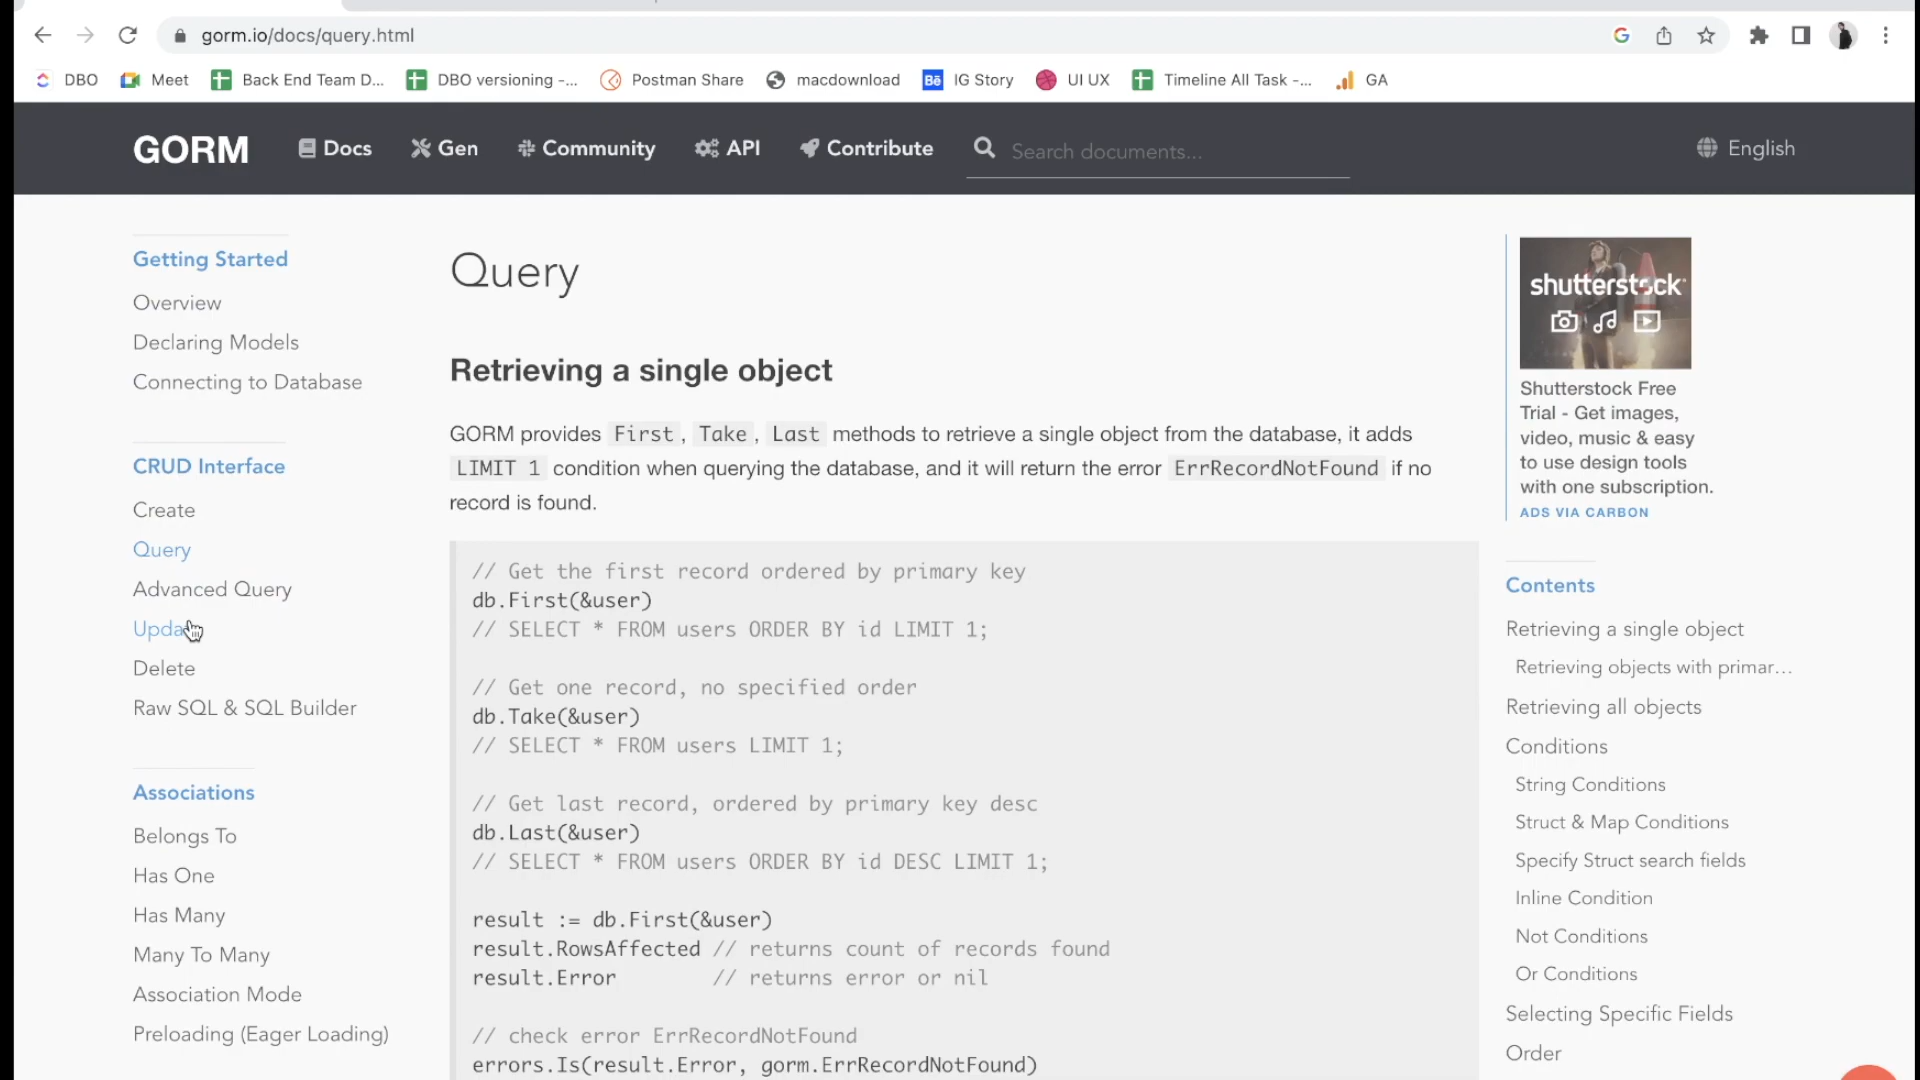 gorm.io/docs/query.html
DBO
Meet
Back End Team D...
DBO versioning -...
Postman Share
macdownload
Bē IG Story
UI UX
Timeline All Task -...
GA
GORM
Docs
Gen
Community
API
Contribute
Search documents...
English
Getting Started
Overview
Declaring Models
Connecting to Database
CRUD Interface
Create
Query
Advanced Query
Delete
Raw SQL & SQL Builder
Associations
Belongs To
Has One
Has Many
Many To Many
Association Mode
Preloading (Eager Loading)
Query
Retrieving a single object
GORM provides First , Take , Last methods to retrieve a single object from the database, it adds
LIMIT 1 condition when querying the database, and it will return the error ErrRecordNotFound if no
record is found.
// Get the first record ordered by primary key
db.First(&user)
// SELECT * FROM users ORDER BY id LIMIT 1;
// Get one record, no specified order
db.Take(&user)
// SELECT * FROM users LIMIT 1;
// Get last record, ordered by primary key desc
db.Last(&user)
// SELECT * FROM users ORDER BY id DESC LIMIT 1;
result := db.First(&user)
result.RowsAffected // returns count of records found
result.Error // returns error or nil
// check error ErrRecordNotFound
errors.Is(result.Error, gorm.ErrRecordNotFound)
shutterstock
Shutterstock Free
Trial - Get images,
video, music & easy
to use design tools
with one subscription.
ADS VIA CARBON
Contents
Retrieving a single object
Retrieving objects with primar...
Retrieving all objects
Conditions
String Conditions
Struct & Map Conditions
Specify Struct search fields
Inline Condition
Not Conditions
Or Conditions
Selecting Specific Fields
Order